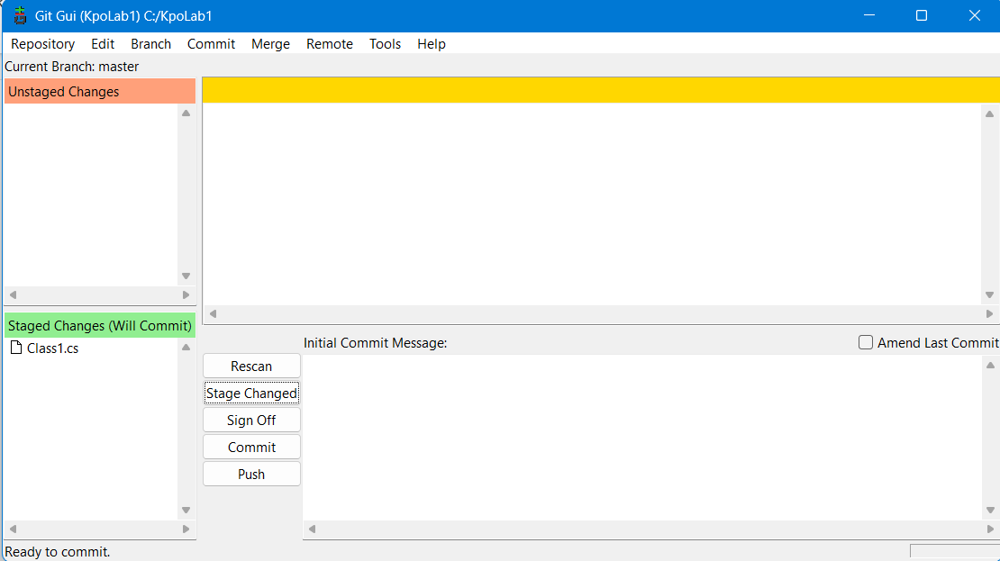 Git Gui (KpoLab1) C:/KpoLab1
Repository Edit Branch Commit Merge Remote Tools Help
Current Branch: master
Unstaged Changes
Staged Changes (Will Commit)
Class1.cs
Initial Commit Message:
Amend Last Commit
Rescan
Stage Changed
Sign Off
Commit
Push
Ready to commit.